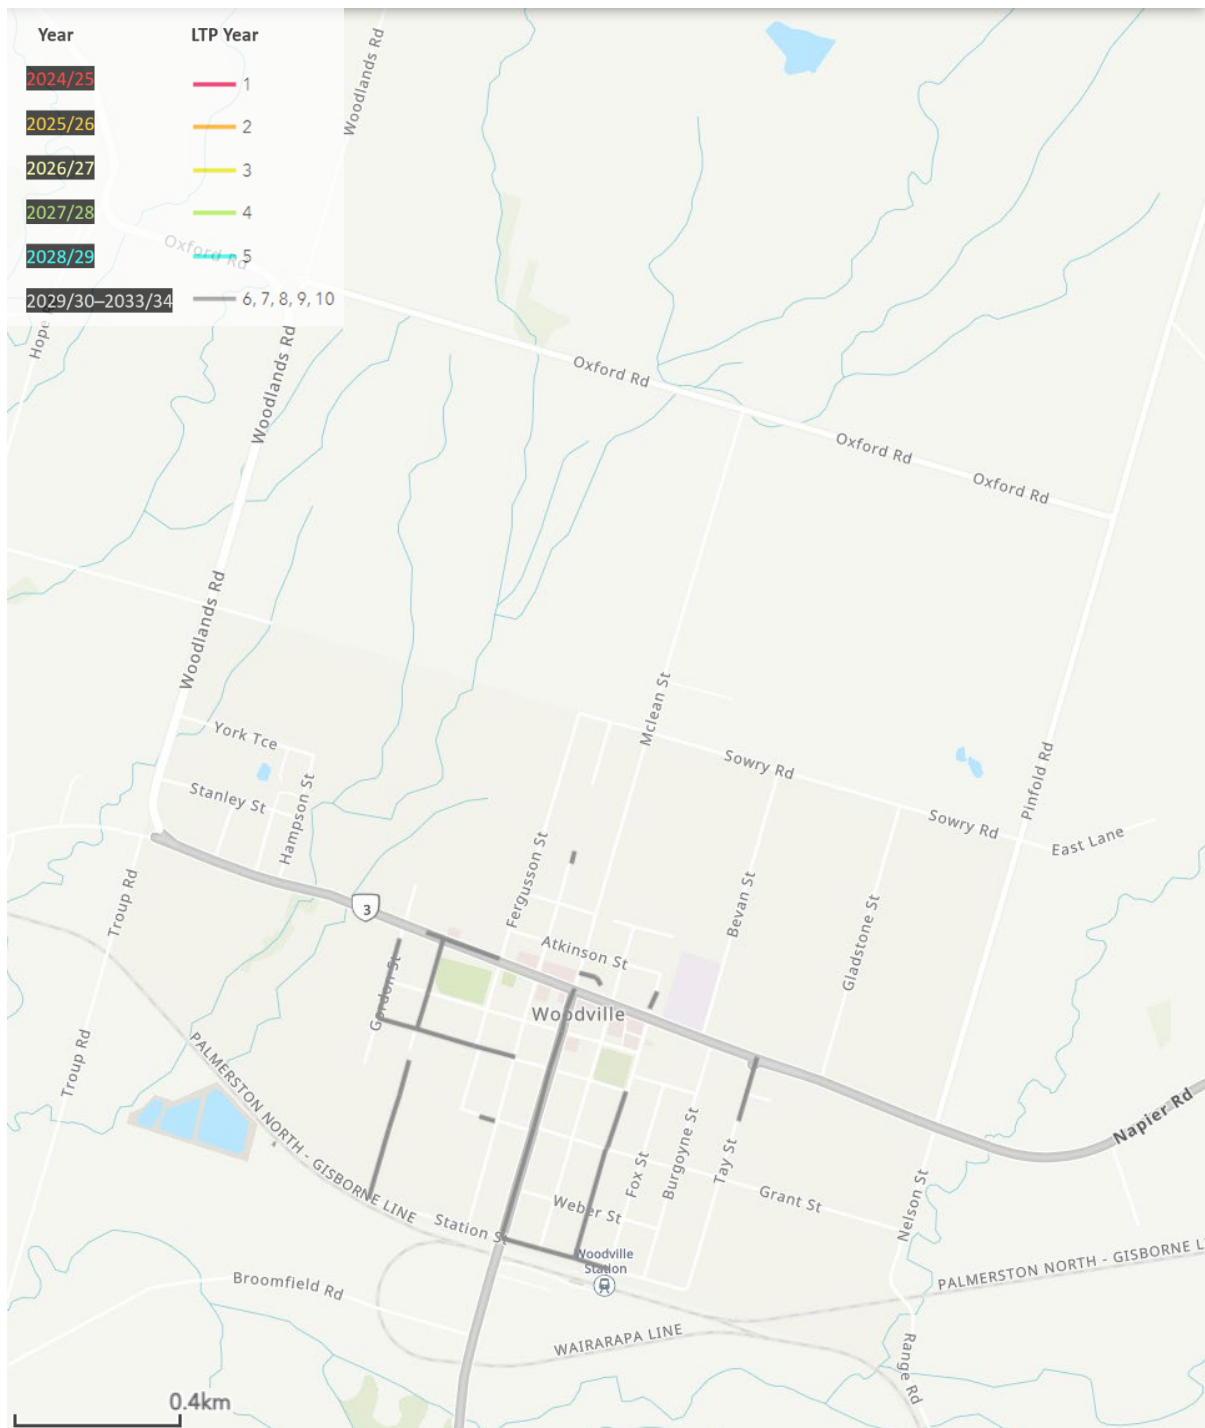 Year LTP Year
2024/25 1
2025/26 2
2026/27 3
2027/28 4
2028/29 5
2029/30–2033/34 6, 7, 8, 9, 10
Woodlands Rd
Oxford Rd
Hope
Woodlands Rd
Oxford Rd
Oxford Rd
Oxford Rd
Woodlands Rd
Mclean St
York Tce
Sowry Rd
Pinfold Rd
Stanley St
Hampson St
Sowry Rd
East Lane
Fergusson St
Troup Rd
3
Bevan St
Gladstone St
Atkinson St
Gordon St
Woodville
Troup Rd
PALMERSTON NORTH - GISBORNE LINE
Napier Rd
Burgoyne St
Fox St
Tay St
Grant St
Weber St
Nelson St
Station St
Woodville
Station
PALMERSTON NORTH - GISBORNE L
Broomfield Rd
WAIRARAPA LINE
Range Rd
0.4km